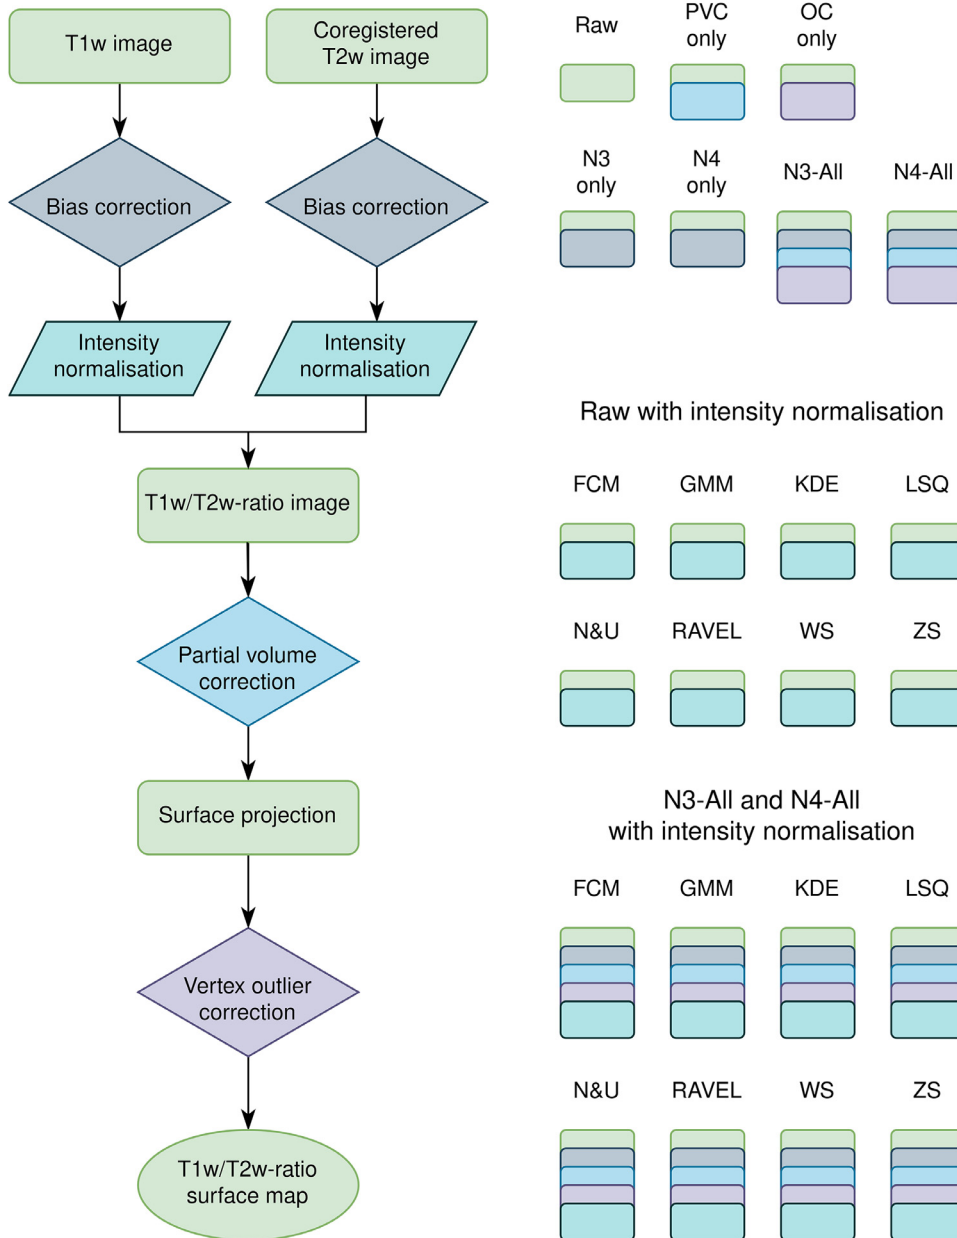 T1w image
Coregistered
T2w image
Bias correction
Bias correction
Intensity
normalisation
Intensity
normalisation
T1w/T2w-ratio image
Partial volume
correction
Surface projection
Vertex outlier
correction
T1w/T2w-ratio
surface map
Raw
PVC
only
OC
only
N3
only
N4
only
N3-All
N4-All
Raw with intensity normalisation
FCM
GMM
KDE
LSQ
N&U
RAVEL
WS
ZS
N3-All and N4-All
with intensity normalisation
FCM
GMM
KDE
LSQ
N&U
RAVEL
WS
ZS